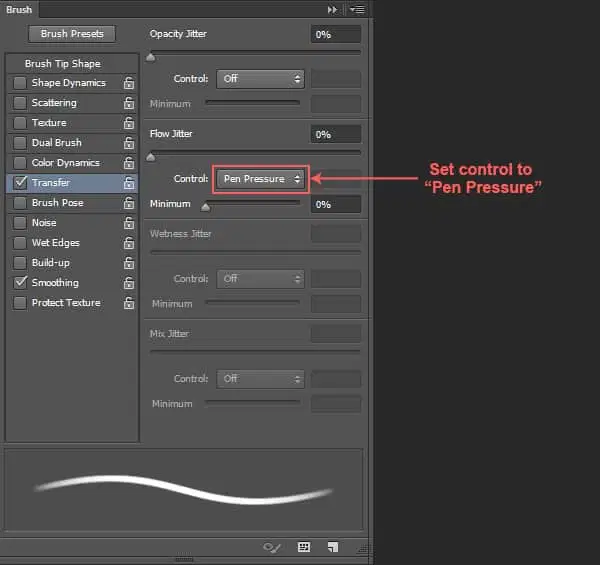 Brush
Brush Presets
Brush Tip Shape
Shape Dynamics
Scattering
Texture
Dual Brush
Color Dynamics
Transfer
Brush Pose
Noise
Wet Edges
Build-up
Smoothing
Protect Texture
Opacity Jitter 0%
Control: Off
Minimum
Flow Jitter 0%
Control: Pen Pressure
Minimum 0%
Wetness Jitter
Control: Off
Minimum
Mix Jitter
Control: Off
Minimum
Set control to
“Pen Pressure”